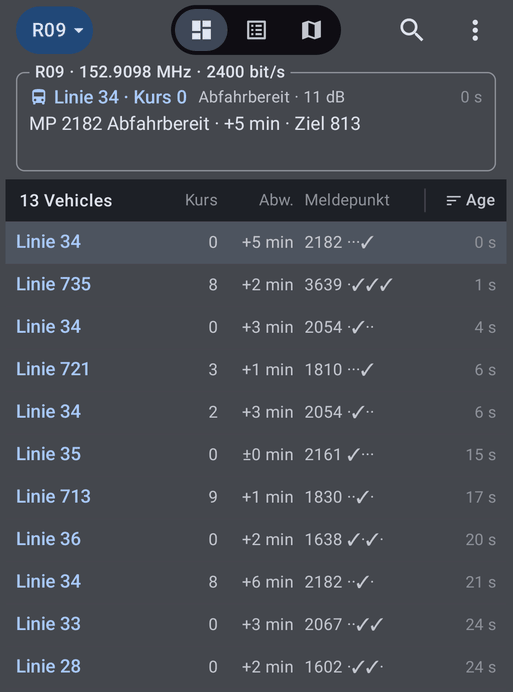 R09
R09 · 152.9098 MHz · 2400 bit/s
Linie 34 · Kurs 0 Abfahrbereit · 11 dB 0 s
MP 2182 Abfahrbereit · +5 min · Ziel 813
13 Vehicles Kurs Abw. Meldepunkt Age
Linie 34 0 +5 min 2182 ···✓ 0 s
Linie 735 8 +2 min 3639 ·✓✓✓ 1 s
Linie 34 0 +3 min 2054 ·✓·· 4 s
Linie 721 3 +1 min 1810 ···✓ 6 s
Linie 34 2 +3 min 2054 ·✓·· 6 s
Linie 35 0 ±0 min 2161 ✓··· 15 s
Linie 713 9 +1 min 1830 ··✓· 17 s
Linie 36 0 +2 min 1638 ✓·✓· 20 s
Linie 34 8 +6 min 2182 ··✓· 21 s
Linie 33 0 +3 min 2067 ··✓✓ 24 s
Linie 28 0 +2 min 1602 ·✓✓· 24 s